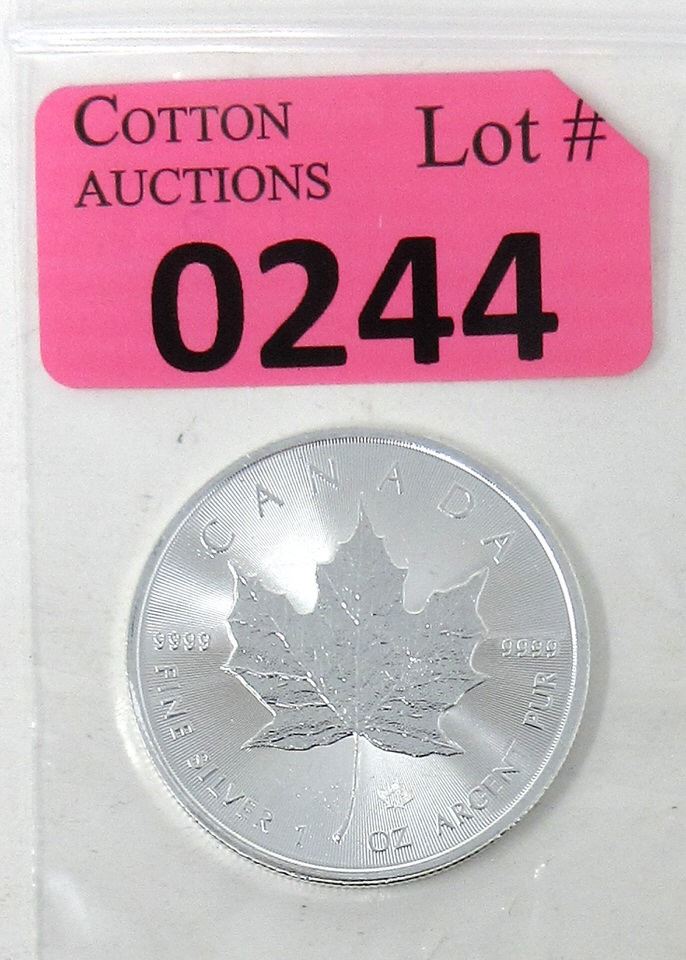 COTTON
AUCTIONS
Lot #
0244
CANADA
9999
9999
FINE SILVER 1 OZ ARGENT PUR